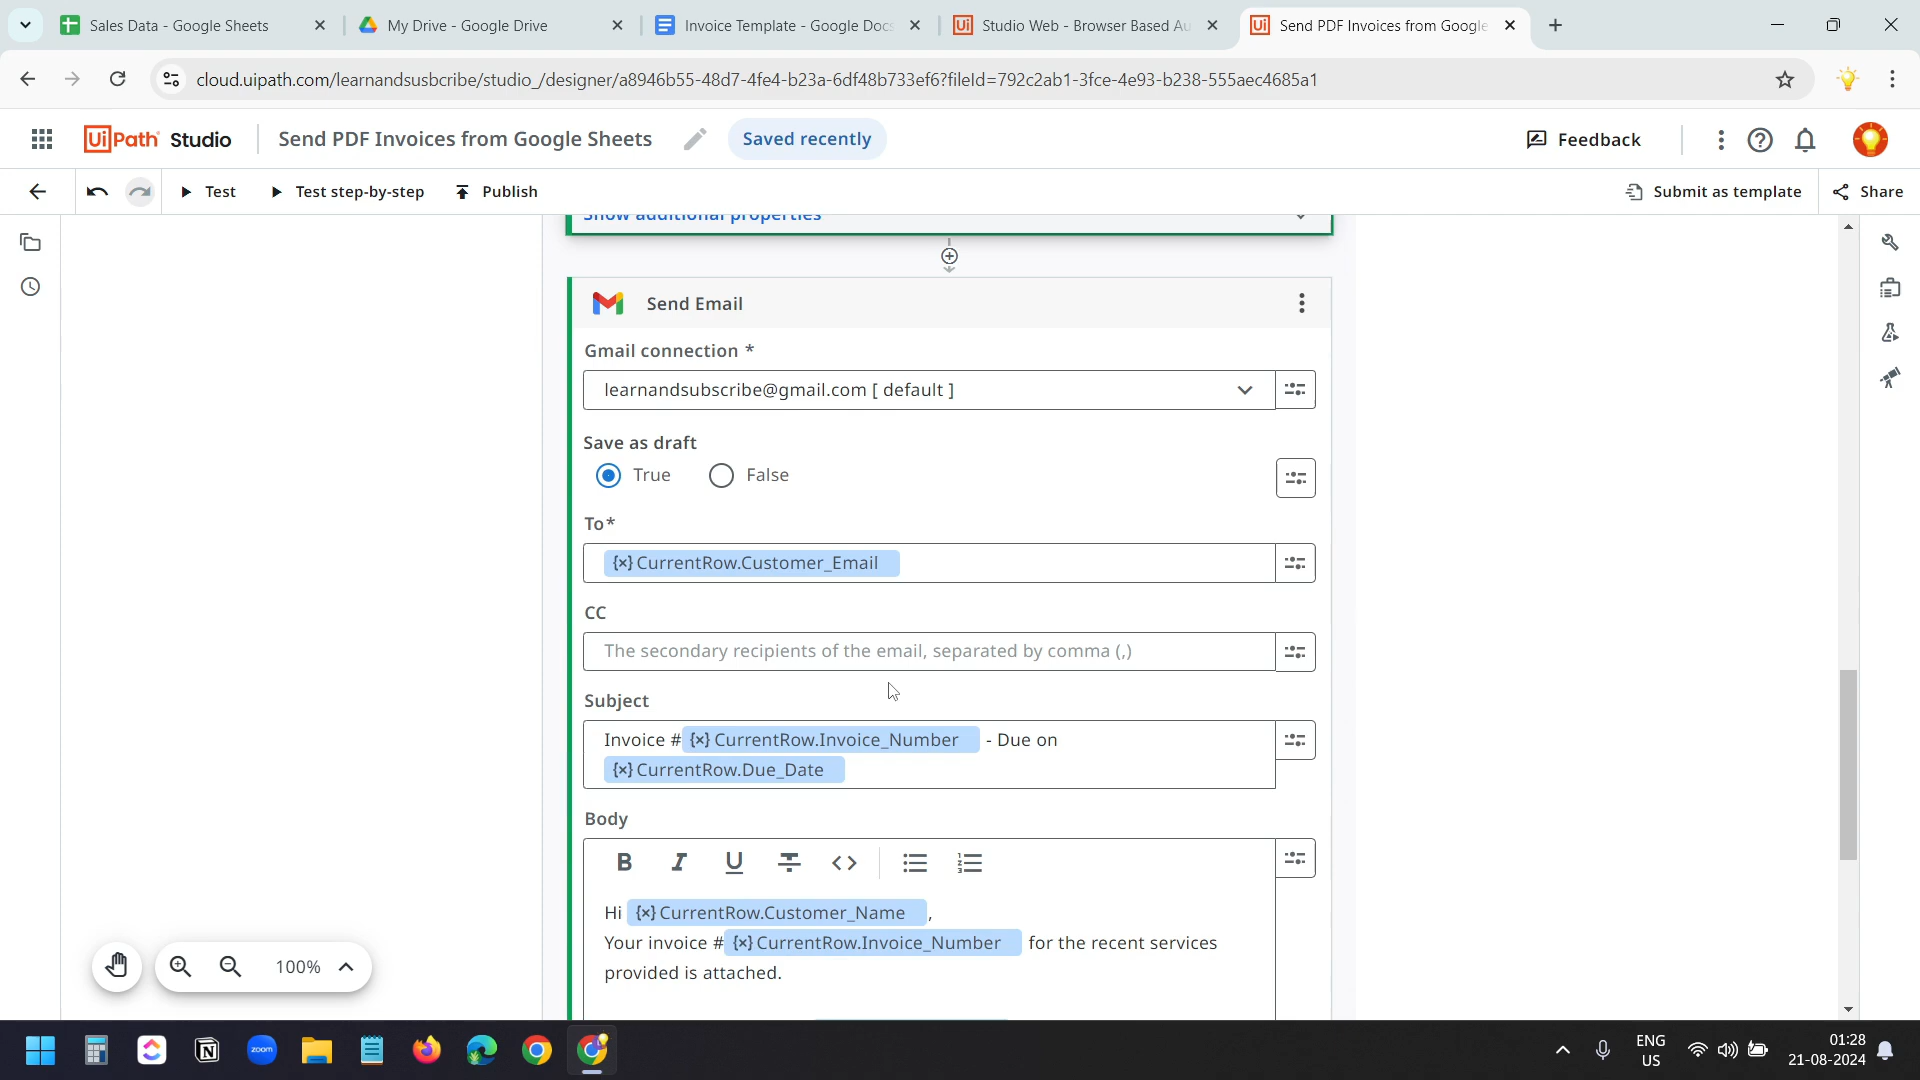 Sales Data - Google Sheets
My Drive - Google Drive
Invoice Template - Google Docs
Studio Web - Browser Based Au
Send PDF Invoices from Google
cloud.uipath.com/learnandsusbcribe/studio_/designer/a8946b55-48d7-4fe4-b23a-6df48b733ef6?fileId=792c2ab1-3fce-4e93-b238-555aec4685a1
UiPath Studio
Send PDF Invoices from Google Sheets
Saved recently
Feedback
Test
Test step-by-step
Publish
Submit as template
Share
Show additional properties
Send Email
Gmail connection *
learnandsubscribe@gmail.com [ default ]
Save as draft
True
False
To*
{x} CurrentRow.Customer_Email
CC
The secondary recipients of the email, separated by comma (,)
Subject
Invoice # {x} CurrentRow.Invoice_Number - Due on
{x} CurrentRow.Due_Date
Body
Hi {x} CurrentRow.Customer_Name ,
Your invoice # {x} CurrentRow.Invoice_Number for the recent services
provided is attached.
100%
zoom
ENG
US
01:28
21-08-2024